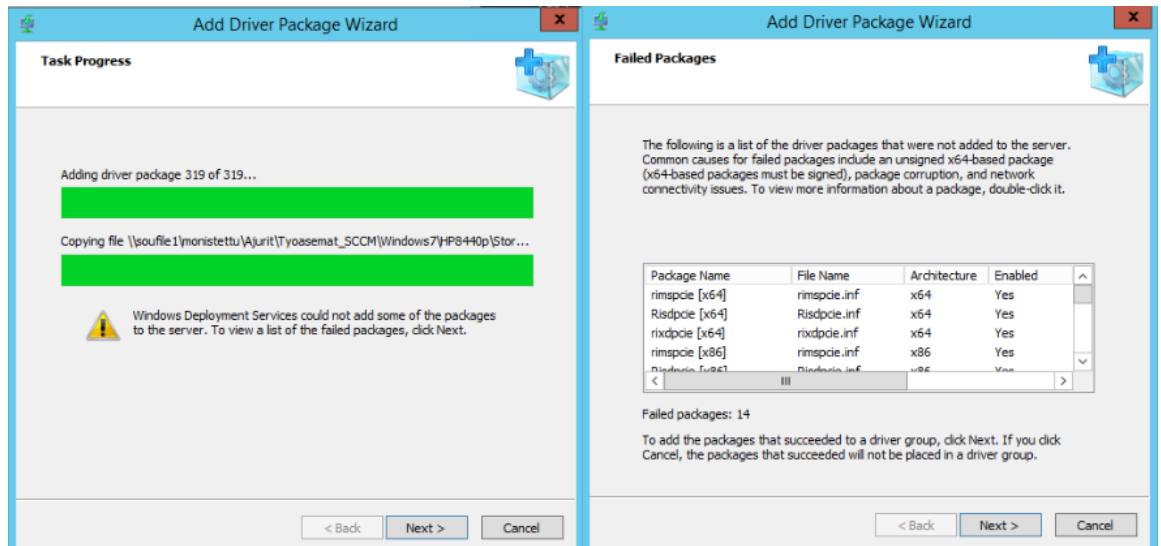 Add Driver Package Wizard
x
Task Progress
Adding driver package 319 of 319...
Copying file \\soufile1\monistettu\Ajurit\Tyoasemat_SCCM\Windows7\HP8440p\Stor...
Windows Deployment Services could not add some of the packages
to the server. To view a list of the failed packages, click Next.
< Back Next > Cancel
Add Driver Package Wizard
x
Failed Packages
The following is a list of the driver packages that were not added to the server.
Common causes for failed packages include an unsigned x64-based package
(x64-based packages must be signed), package corruption, and network
connectivity issues. To view more information about a package, double-click it.
Package Name File Name Architecture Enabled
rimspcie [x64] rimspcie.inf x64 Yes
Risdpcie [x64] Risdpcie.inf x64 Yes
rixdpcie [x64] rixdpcie.inf x64 Yes
rimspcie [x86] rimspcie.inf x86 Yes
Risdpcie [x86] Risdpcie.inf x86 Yes
Failed packages: 14
To add the packages that succeeded to a driver group, click Next. If you click
Cancel, the packages that succeeded will not be placed in a driver group.
< Back Next > Cancel